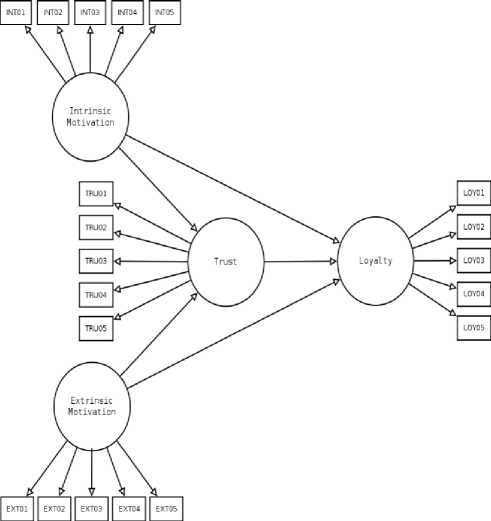 INT01 INT02 INT03 INT04 INT05
Intrinsic
Motivation
TRU01
TRU02
TRU03
TRU04
TRU05
Trust
Loyalty
LOY01
LOY02
LOY03
LOY04
LOY05
Extrinsic
Motivation
EXT01 EXT02 EXT03 EXT04 EXT05